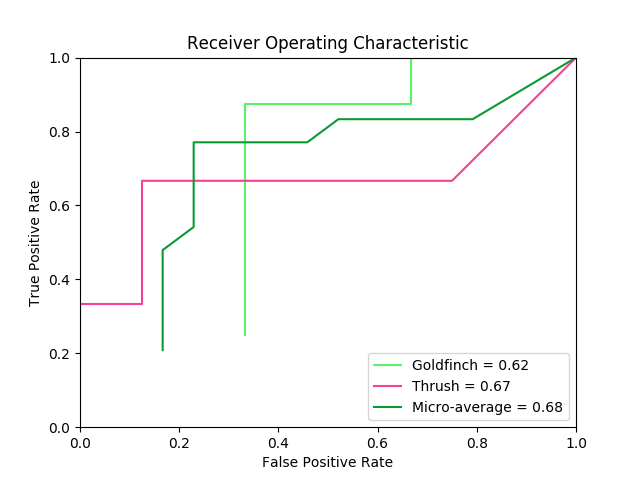 Receiver Operating Characteristic
True Positive Rate
1.0
0.8
0.6
0.4
0.2
0.0
Goldfinch = 0.62
Thrush = 0.67
Micro-average = 0.68
0.0 0.2 0.4 0.6 0.8 1.0
False Positive Rate